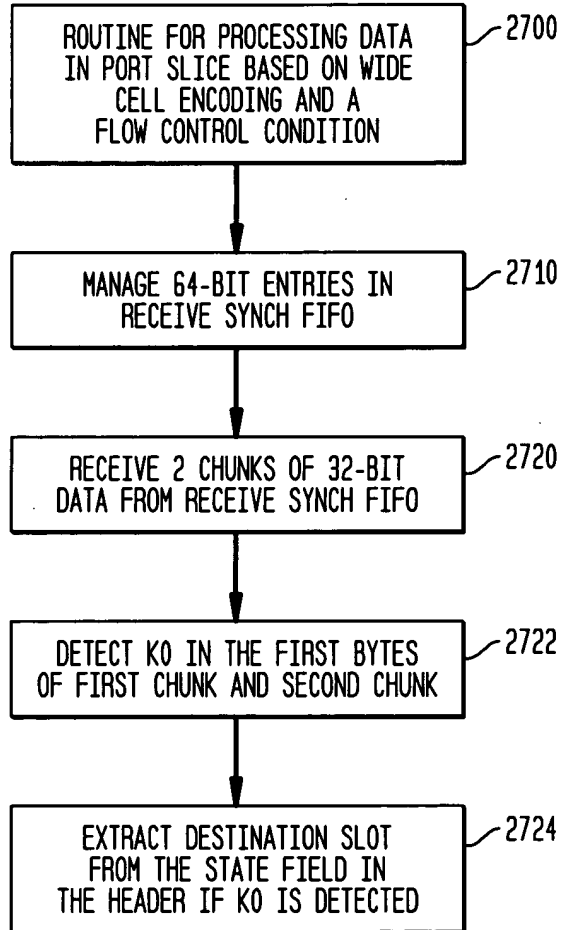 ROUTINE FOR PROCESSING DATA
IN PORT SLICE BASED ON WIDE
CELL ENCODING AND A
FLOW CONTROL CONDITION
2700
MANAGE 64-BIT ENTRIES IN
RECEIVE SYNCH FIFO
2710
RECEIVE 2 CHUNKS OF 32-BIT
DATA FROM RECEIVE SYNCH FIFO
2720
DETECT K0 IN THE FIRST BYTES
OF FIRST CHUNK AND SECOND CHUNK
2722
EXTRACT DESTINATION SLOT
FROM THE STATE FIELD IN
THE HEADER IF K0 IS DETECTED
2724